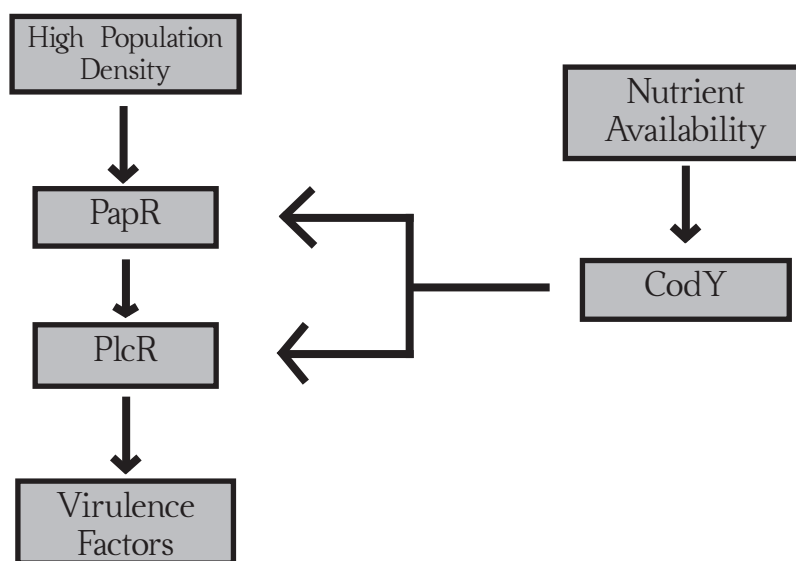 High Population
Density
Nutrient
Availability
PapR
CodY
PlcR
Virulence
Factors